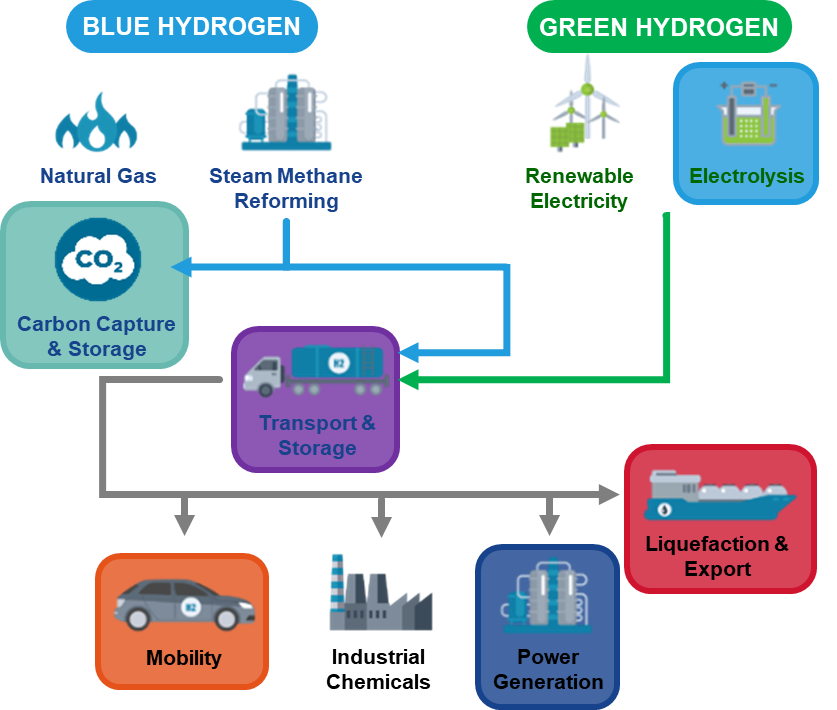 BLUE HYDROGEN
GREEN HYDROGEN
Natural Gas
Steam Methane
Reforming
Renewable
Electricity
Electrolysis
CO2
Carbon Capture
& Storage
H2
Transport &
Storage
Liquefaction &
Export
H2
Mobility
Industrial
Chemicals
Power
Generation